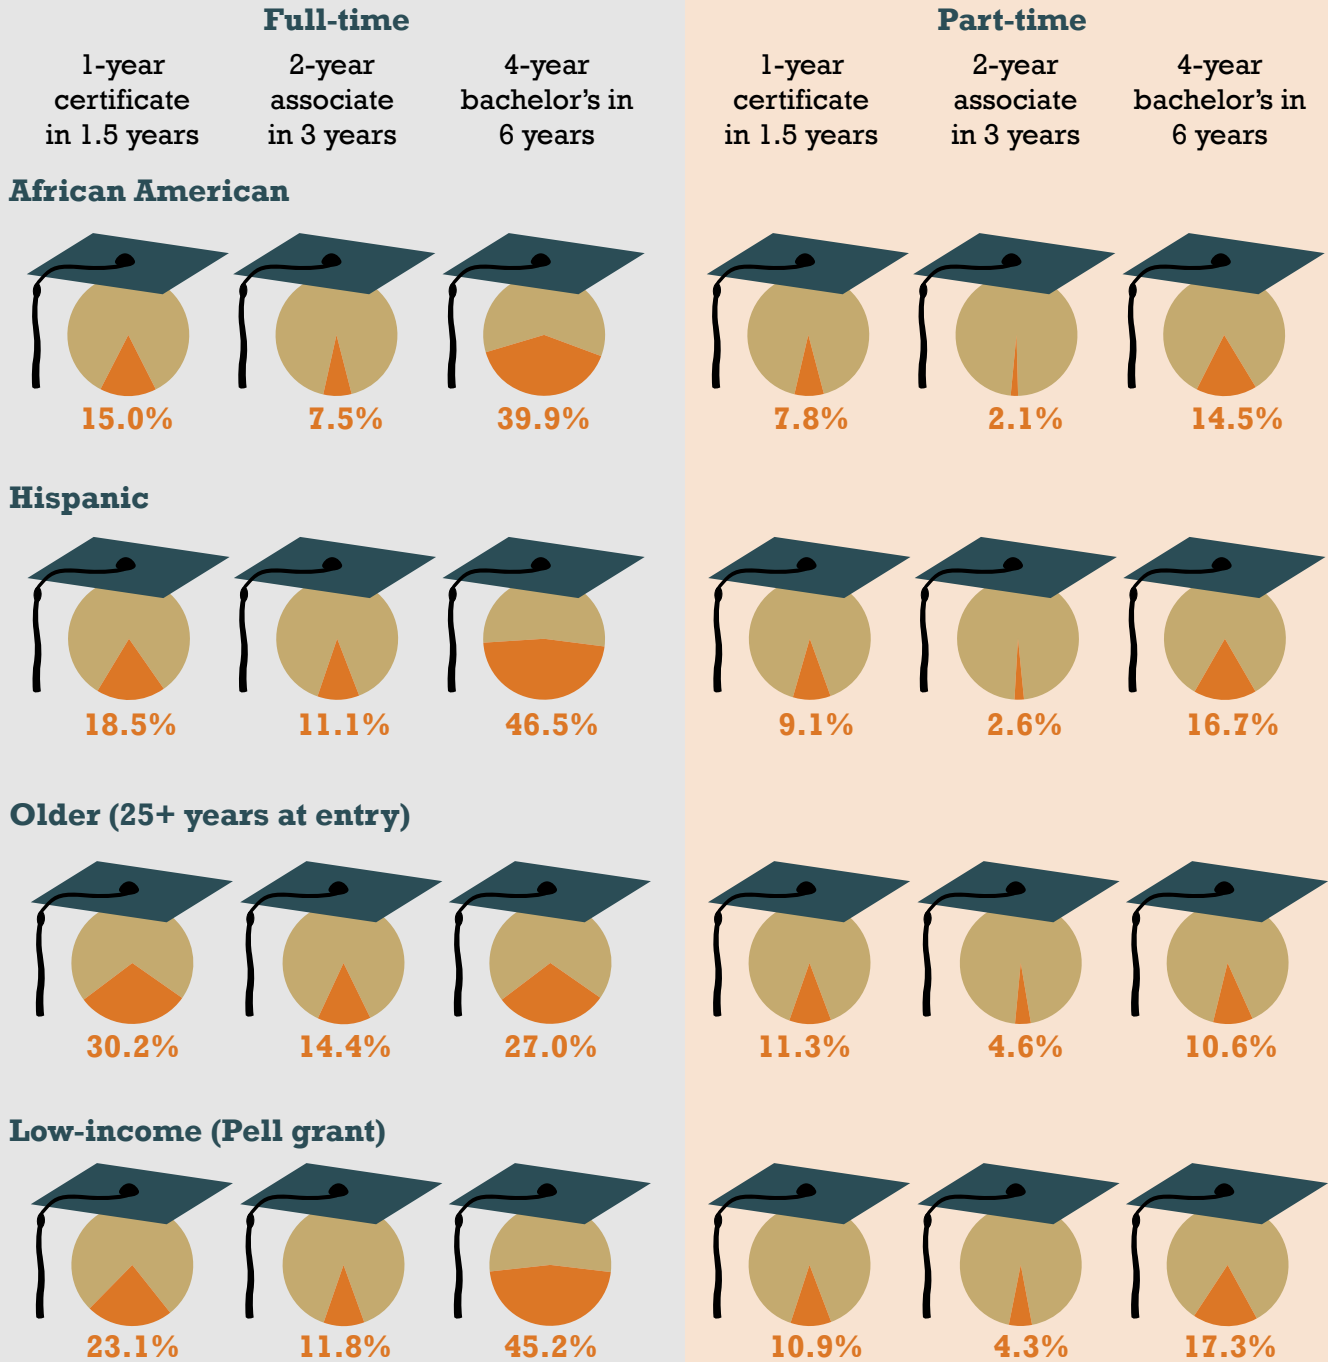 Full-time
Part-time
1-year
certificate
in 1.5 years
2-year
associate
in 3 years
4-year
bachelor's in
6 years
1-year
certificate
in 1.5 years
2-year
associate
in 3 years
4-year
bachelor's in
6 years
African American
15.0%
7.5%
39.9%
7.8%
2.1%
14.5%
Hispanic
18.5%
11.1%
46.5%
9.1%
2.6%
16.7%
Older (25+ years at entry)
30.2%
14.4%
27.0%
11.3%
4.6%
10.6%
Low-income (Pell grant)
23.1%
11.8%
45.2%
10.9%
4.3%
17.3%